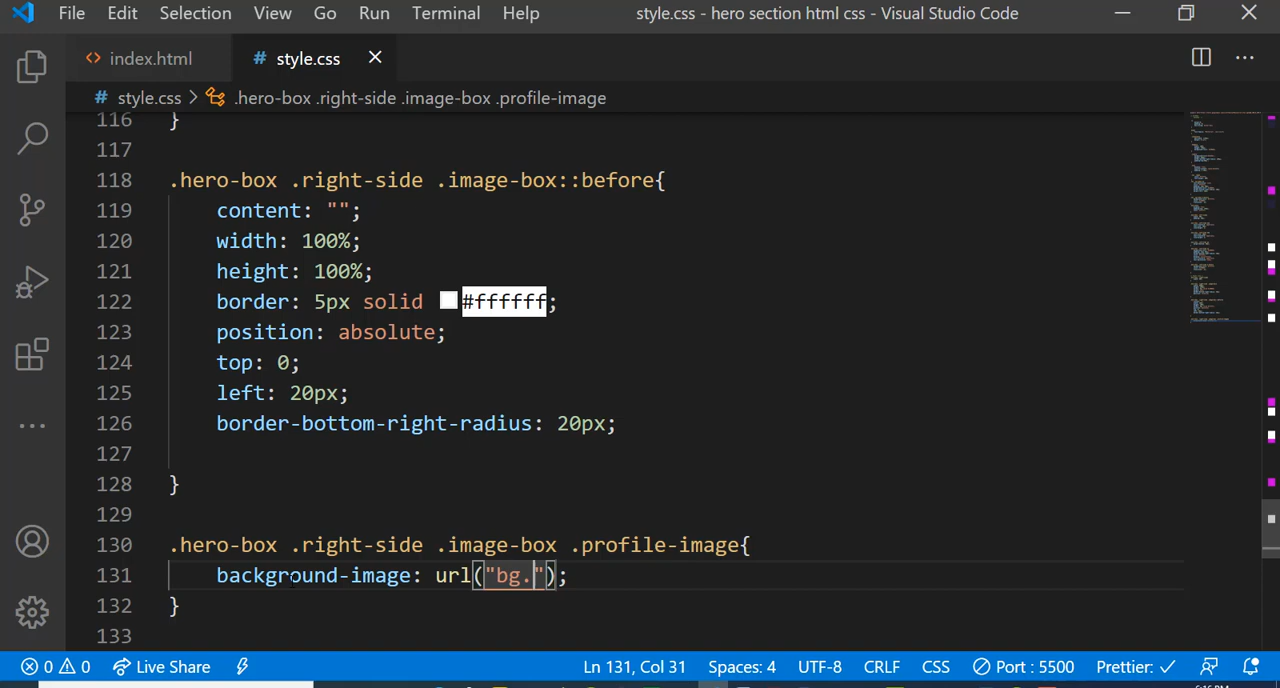 File Edit Selection View Go Run Terminal Help style.css - hero section html css - Visual Studio Code
<> index.html # style.css ×
# style.css > .hero-box .right-side .image-box .profile-image
116 }
117
118 .hero-box .right-side .image-box::before{
119 content: "";
120 width: 100%;
121 height: 100%;
122 border: 5px solid #ffffff;
123 position: absolute;
124 top: 0;
125 left: 20px;
126 border-bottom-right-radius: 20px;
127
128 }
129
130 .hero-box .right-side .image-box .profile-image{
131 background-image: url("bg.");
132 }
133
0 0 Live Share Ln 131, Col 31 Spaces: 4 UTF-8 CRLF CSS Port : 5500 Prettier: ✓